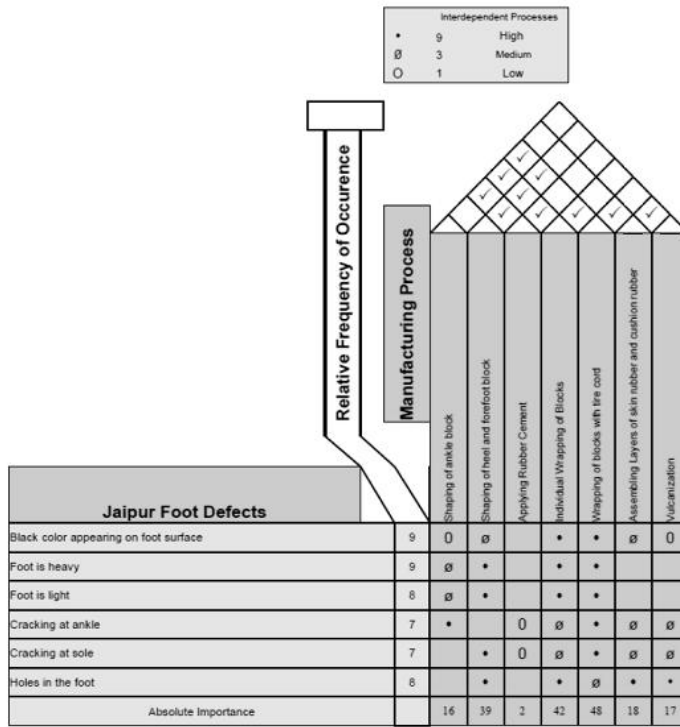 Interdependent Processes
• 9 High
Ø 3 Medium
O 1 Low
Relative Frequency of Occurence
Manufacturing Process
Shaping of ankle block
Shaping of heel and forefoot block
Applying Rubber Cement
Individual Wrapping of Blocks
Wrapping of blocks with tire cord
Assembling Layers of skin rubber and cushion rubber
Vulcanization
Jaipur Foot Defects
Black color appearing on foot surface 9 O ø • • ø O
Foot is heavy 9 ø • • •
Foot is light 8 ø • • •
Cracking at ankle 7 • O ø • ø ø
Cracking at sole 7 • O ø • ø ø
Holes in the foot 8 • • ø • •
Absolute Importance 16 39 2 42 48 18 17